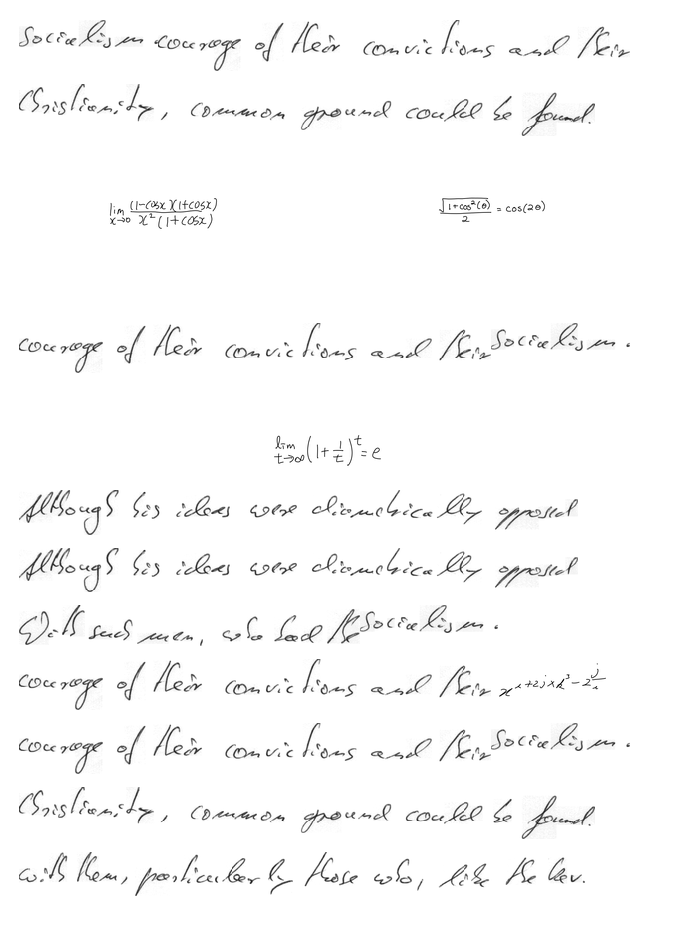 Socialism courage of their convictions and their
Christianity, common ground could be found.
\lim_{x \to 0} \frac{(1-\cos x)(1+\cos x)}{x^2(1+\cos x)} \frac{\sqrt{1+\cos^2(\theta)}}{2} = \cos(2\theta)
courage of their convictions and their Socialism.
\lim_{t \to \infty} \left(1+\frac{1}{t}\right)^t = e
Although his ideas were diametrically opposed
Although his ideas were diametrically opposed
With such men, who had the Socialism.
courage of their convictions and their
courage of their convictions and their Socialism.
Christianity, common ground could be found.
with them, particularly those who, like the Rev.